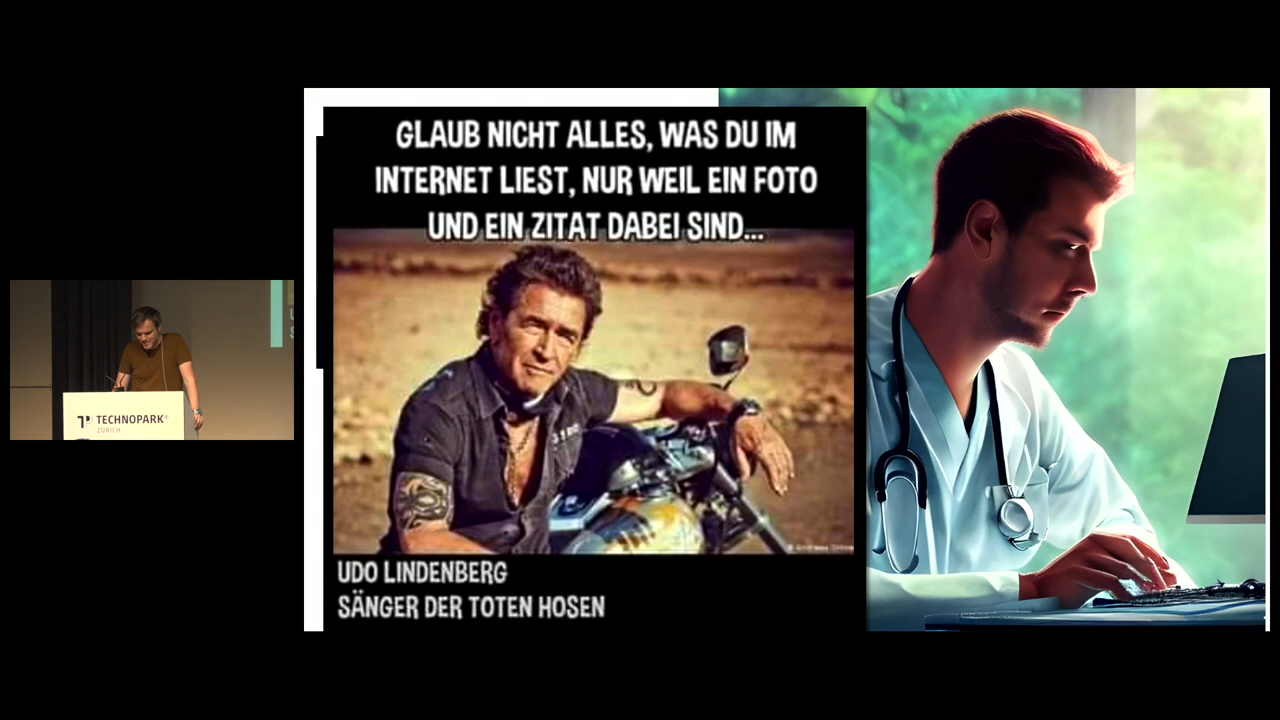 GLAUB NICHT ALLES, WAS DU IM
INTERNET LIEST, NUR WEIL EIN FOTO
UND EIN ZITAT DABEI SIND...
UDO LINDENBERG
SÄNGER DER TOTEN HOSEN
TECHNOPARK®
ZÜRICH